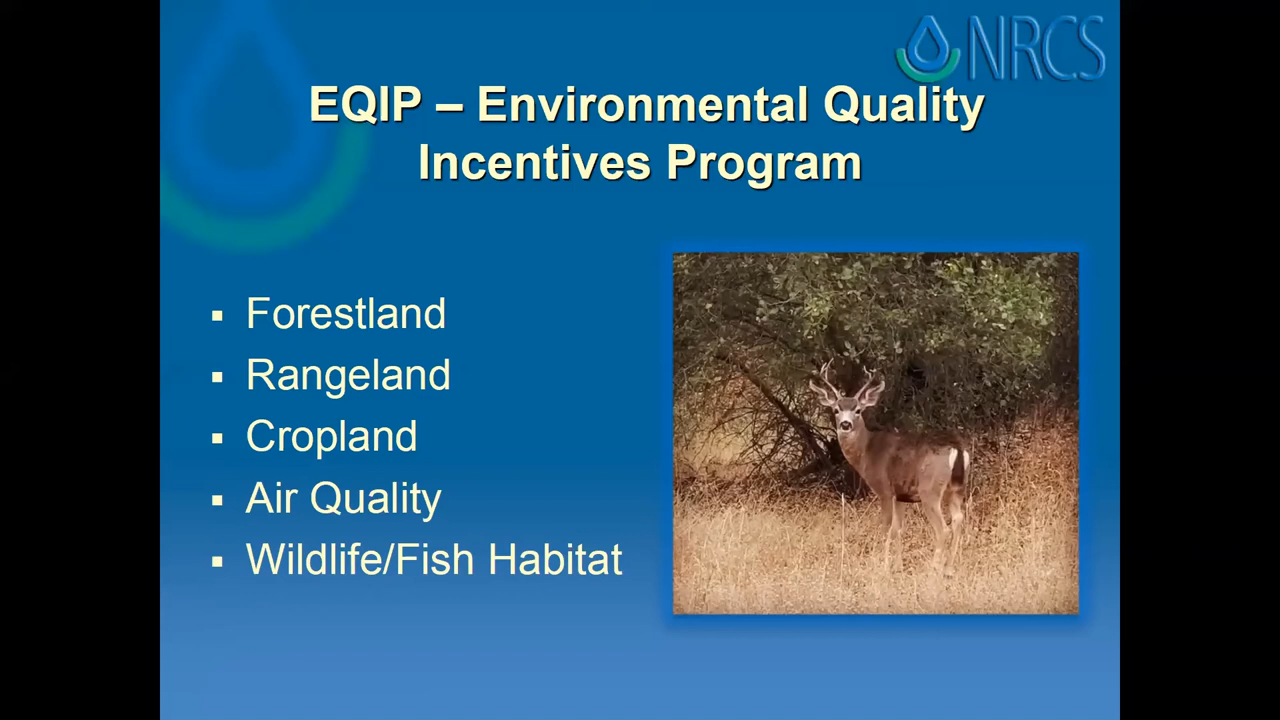 NRCS
EQIP – Environmental Quality
Incentives Program
▪ Forestland
▪ Rangeland
▪ Cropland
▪ Air Quality
▪ Wildlife/Fish Habitat